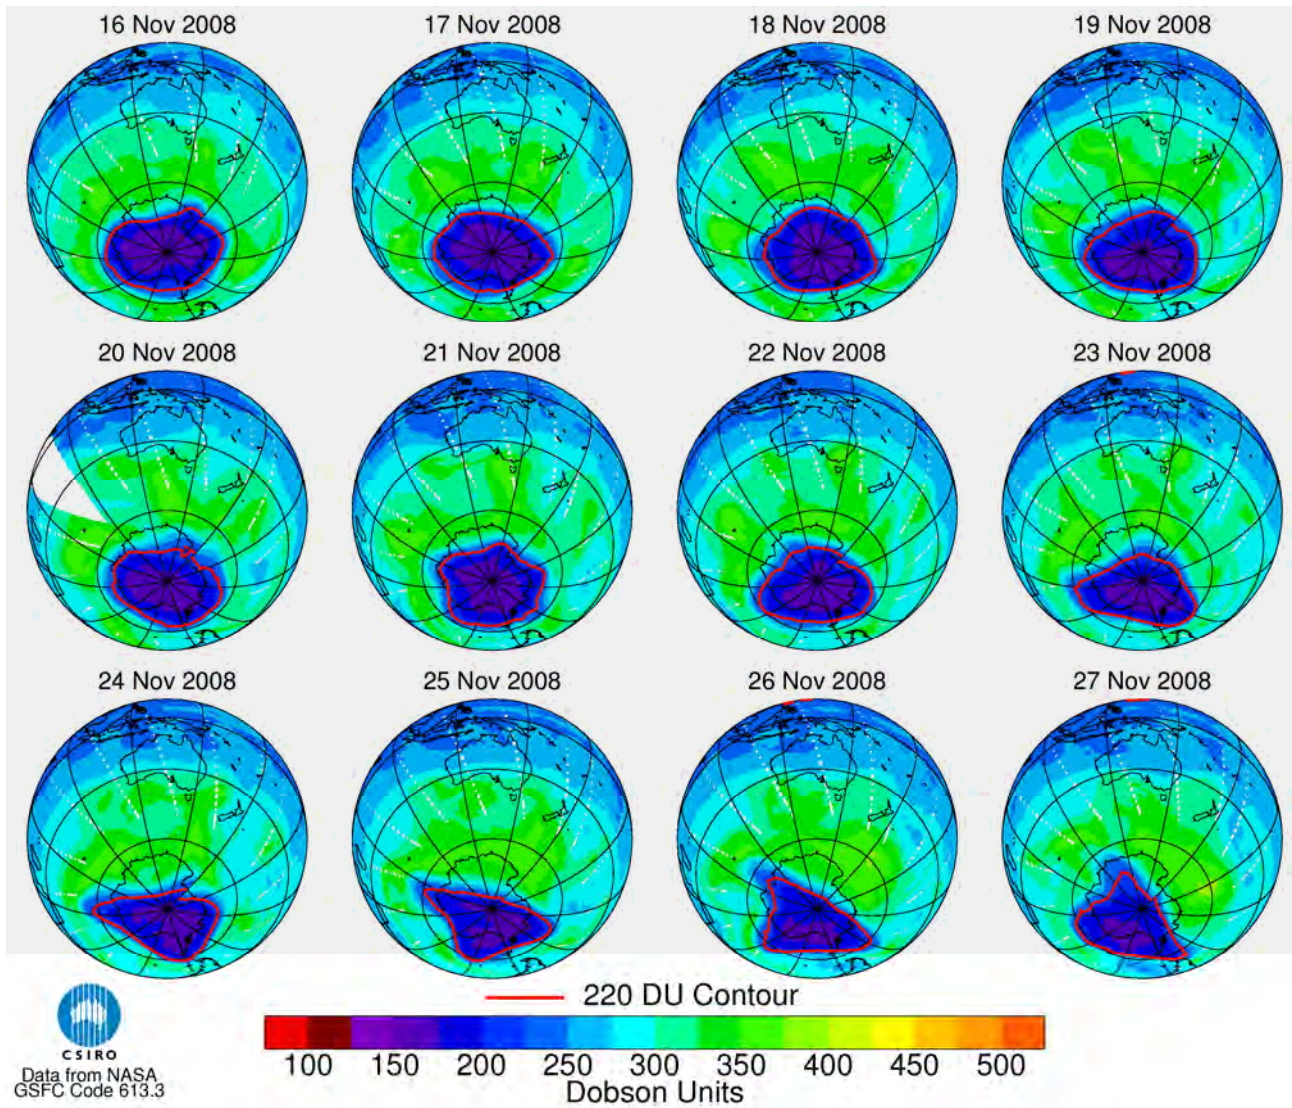 16 Nov 2008
17 Nov 2008
18 Nov 2008
19 Nov 2008
20 Nov 2008
21 Nov 2008
22 Nov 2008
23 Nov 2008
24 Nov 2008
25 Nov 2008
26 Nov 2008
27 Nov 2008
220 DU Contour
100 150 200 250 300 350 400 450 500
Dobson Units
CSIRO
Data from NASA
GSFC Code 613.3